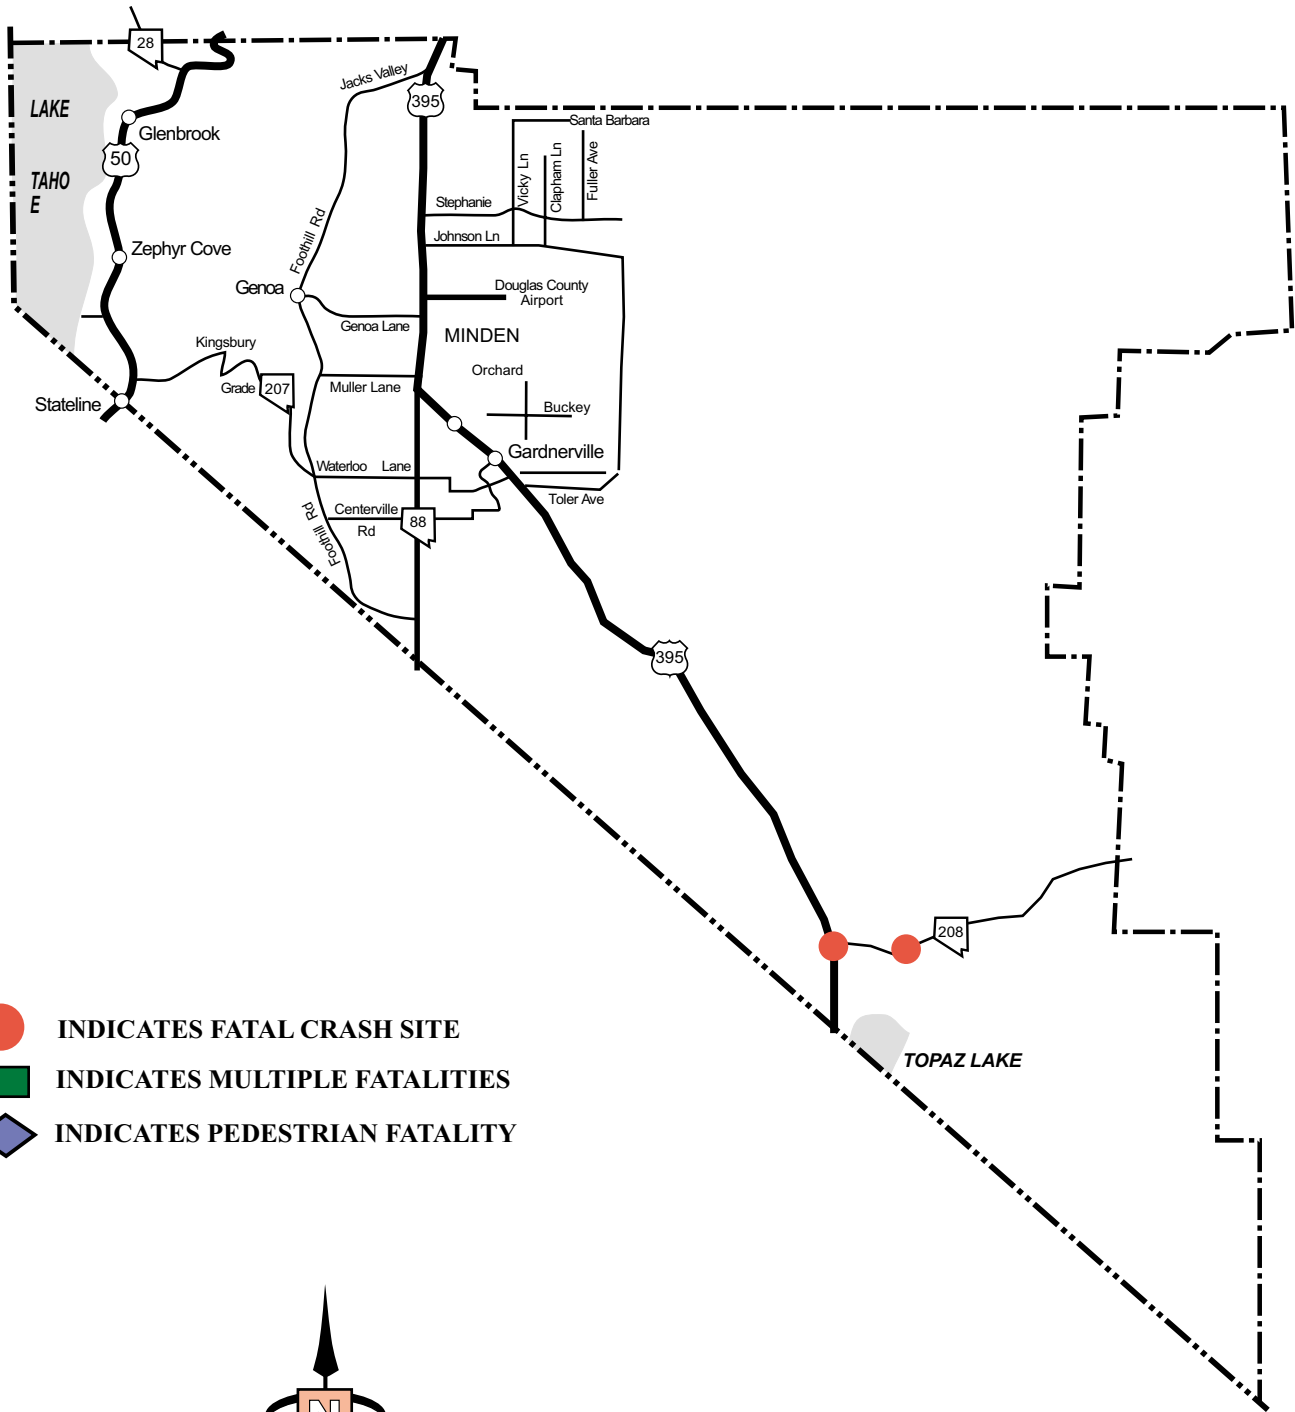 28
Jacks Valley
395
LAKE
Santa Barbara
Glenbrook
50
Vicky Ln
Clapham Ln
Fuller Ave
TAHO
E
Stephanie
Foothill Rd
Johnson Ln
Zephyr Cove
Genoa
Douglas County
Airport
Genoa Lane
MINDEN
Kingsbury
Orchard
Grade
207
Muller Lane
Stateline
Buckey
Gardnerville
Waterloo Lane
Toler Ave
Centerville
Rd
88
Foothill Rd
395
208
INDICATES FATAL CRASH SITE
TOPAZ LAKE
INDICATES MULTIPLE FATALITIES
INDICATES PEDESTRIAN FATALITY
N